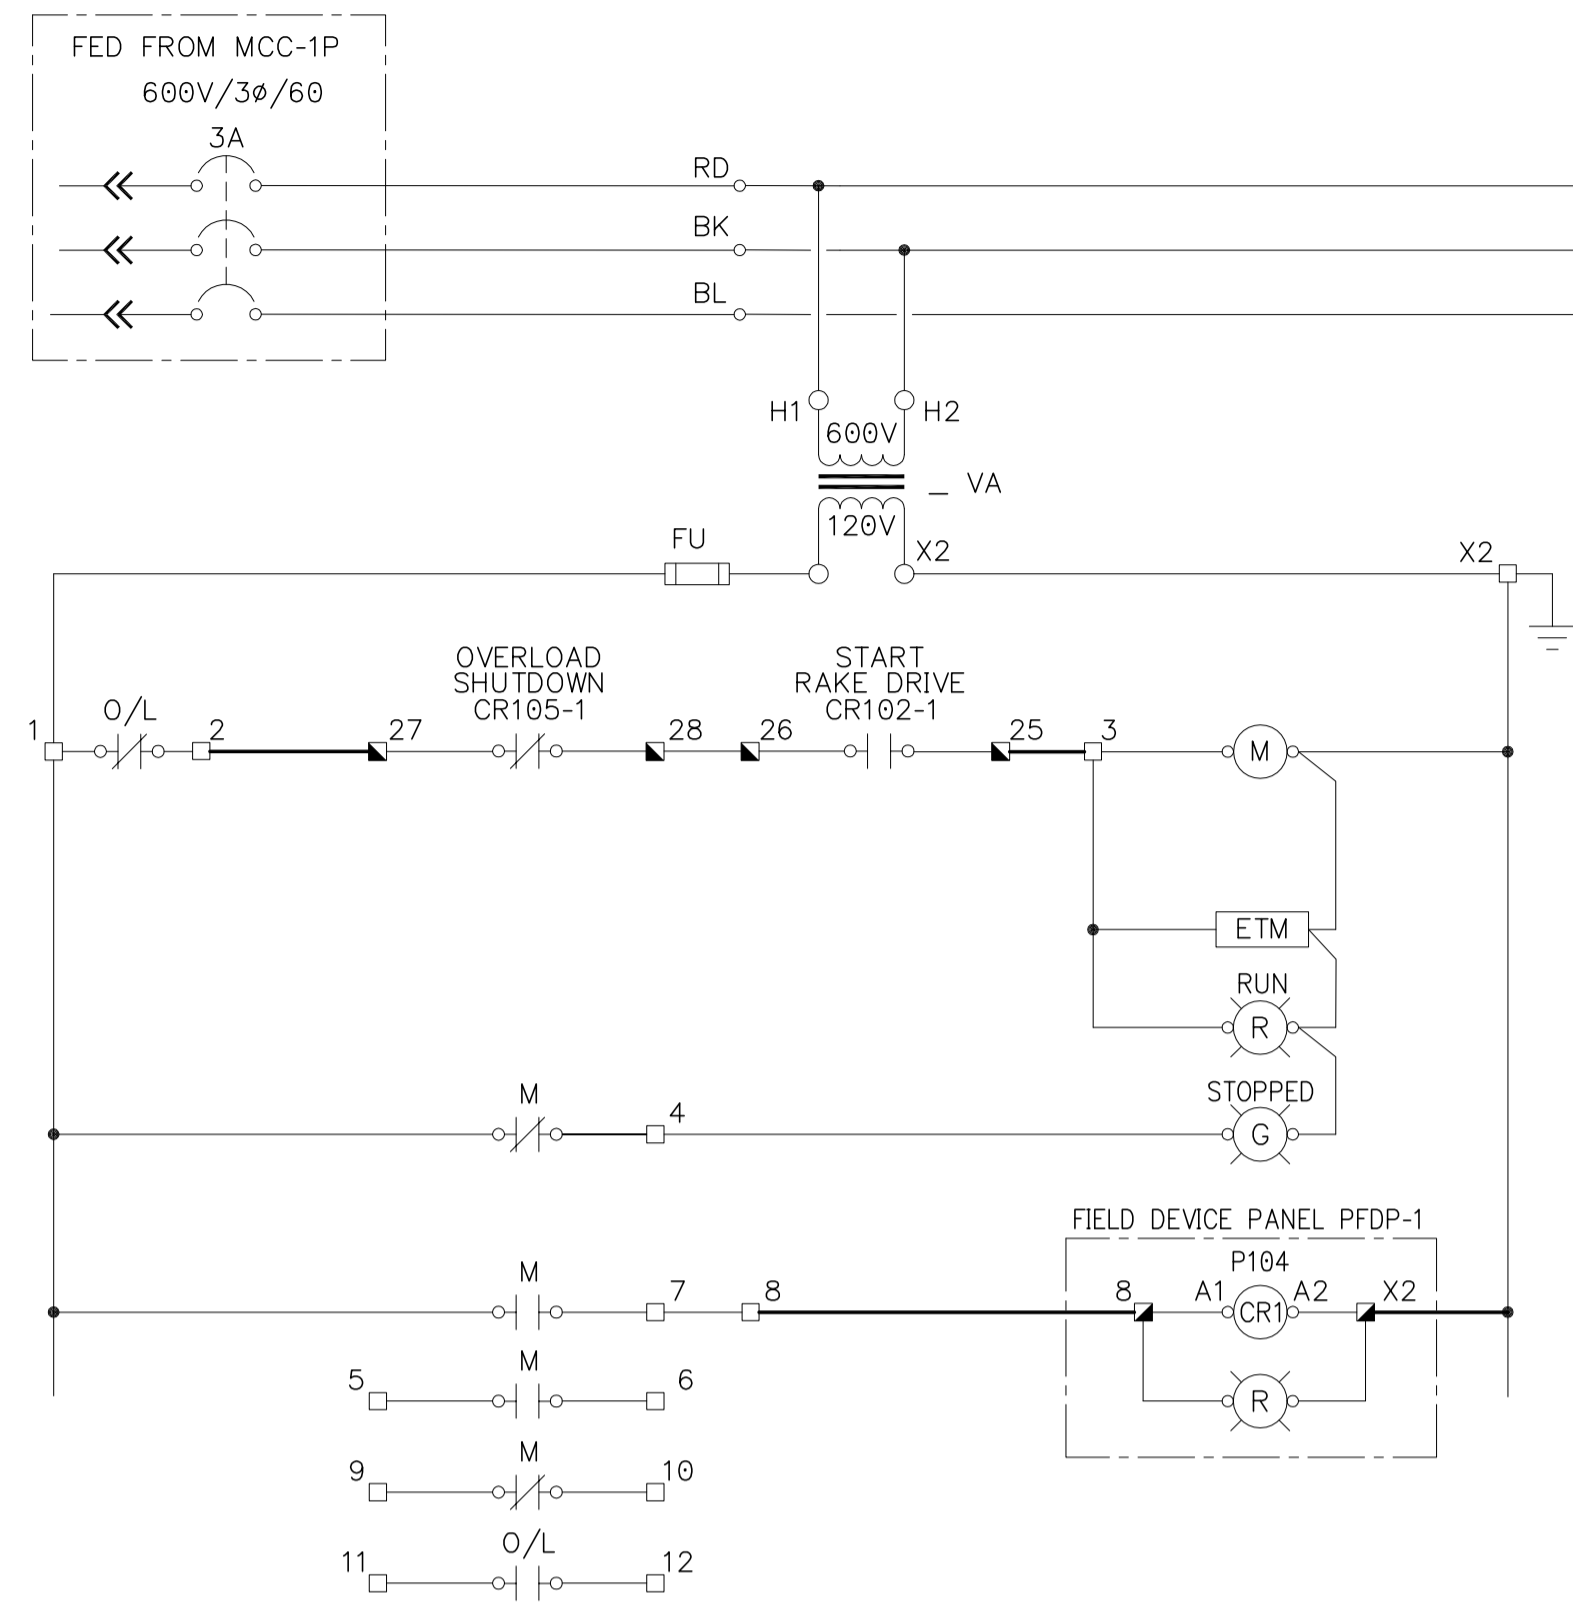 FED FROM MCC-1P
600V/3ø/60
3A
RD
BK
BL
H1
H2
600V
_ VA
120V
FU
X2
X2
OVERLOAD
SHUTDOWN
CR105-1
START
RAKE DRIVE
CR102-1
1
O/L
2
27
28
26
25
3
M
ETM
RUN
R
STOPPED
M
4
G
FIELD DEVICE PANEL PFDP-1
P104
M
7
8
8
A1
CR1
A2
X2
M
5
6
R
M
9
10
O/L
11
12